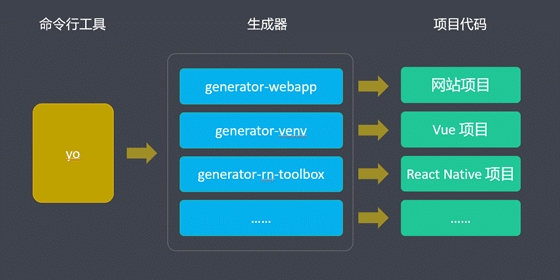 命令行工具
生成器
项目代码
yo
generator-webapp
网站项目
generator-venv
Vue 项目
generator-rn-toolbox
React Native 项目
……
……